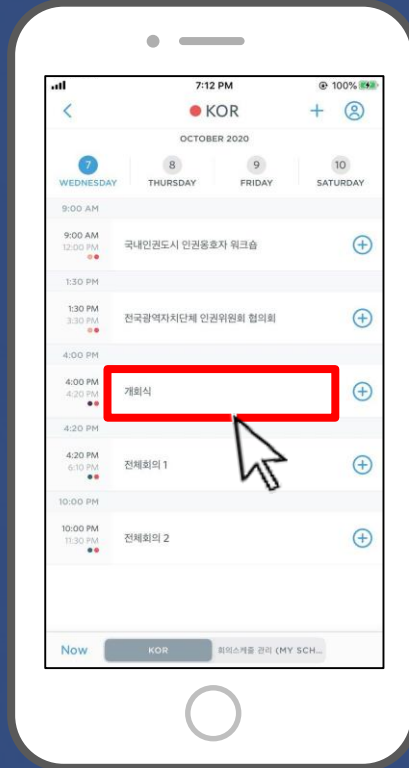 7:12 PM
100%
KOR
OCTOBER 2020
7 8 9 10
WEDNESDAY THURSDAY FRIDAY SATURDAY
9:00 AM
9:00 AM
12:00 PM
국내인권도시 인권옹호자 워크숍
1:30 PM
1:30 PM
3:30 PM
전국광역자치단체 인권위원회 협의회
4:00 PM
4:00 PM
4:20 PM
개회식
4:20 PM
4:20 PM
6:10 PM
전체회의 1
10:00 PM
10:00 PM
11:30 PM
전체회의 2
Now KOR 회의스케줄 관리 (MY SCH...